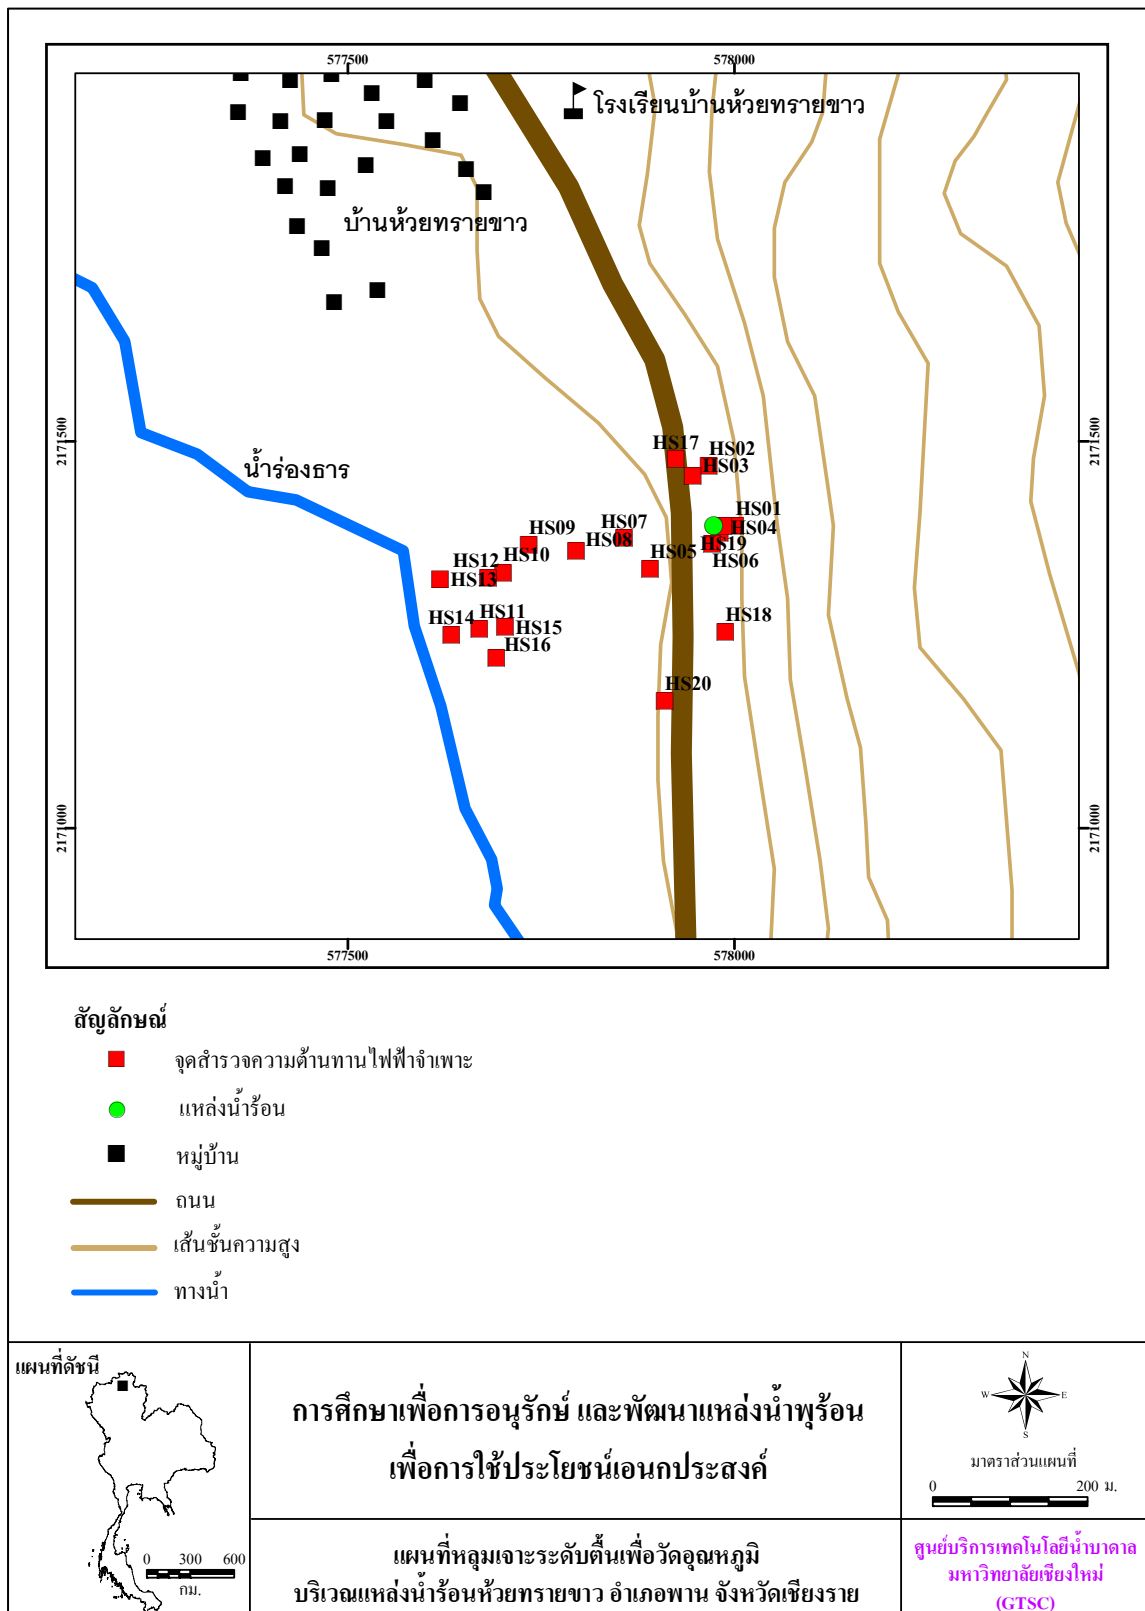 577500
578000
โรงเรียนบ้านห้วยทรายขาว
บ้านห้วยทรายขาว
2171500
2171500
น้ำร่องธาร
HS17
HS02
HS03
HS01
HS04
HS19
HS06
HS07
HS09
HS08
HS05
HS12
HS10
HS13
HS14
HS11
HS15
HS16
HS18
HS20
2171000
2171000
577500
578000
สัญลักษณ์
จุดสำรวจความต้านทานไฟฟ้าจำเพาะ
แหล่งน้ำร้อน
หมู่บ้าน
ถนน
เส้นชั้นความสูง
ทางน้ำ
แผนที่ดัชนี
0 300 600
กม.
การศึกษาเพื่อการอนุรักษ์ และพัฒนาแหล่งน้ำพุร้อน
เพื่อการใช้ประโยชน์เอนกประสงค์
แผนที่หลุมเจาะระดับตื้นเพื่อวัดอุณหภูมิ
บริเวณแหล่งน้ำร้อนห้วยทรายขาว อำเภอพาน จังหวัดเชียงราย
N
W E
S
มาตราส่วนแผนที่
0 200 ม.
ศูนย์บริการเทคโนโลยีน้ำบาดาล
มหาวิทยาลัยเชียงใหม่
(GTSC)